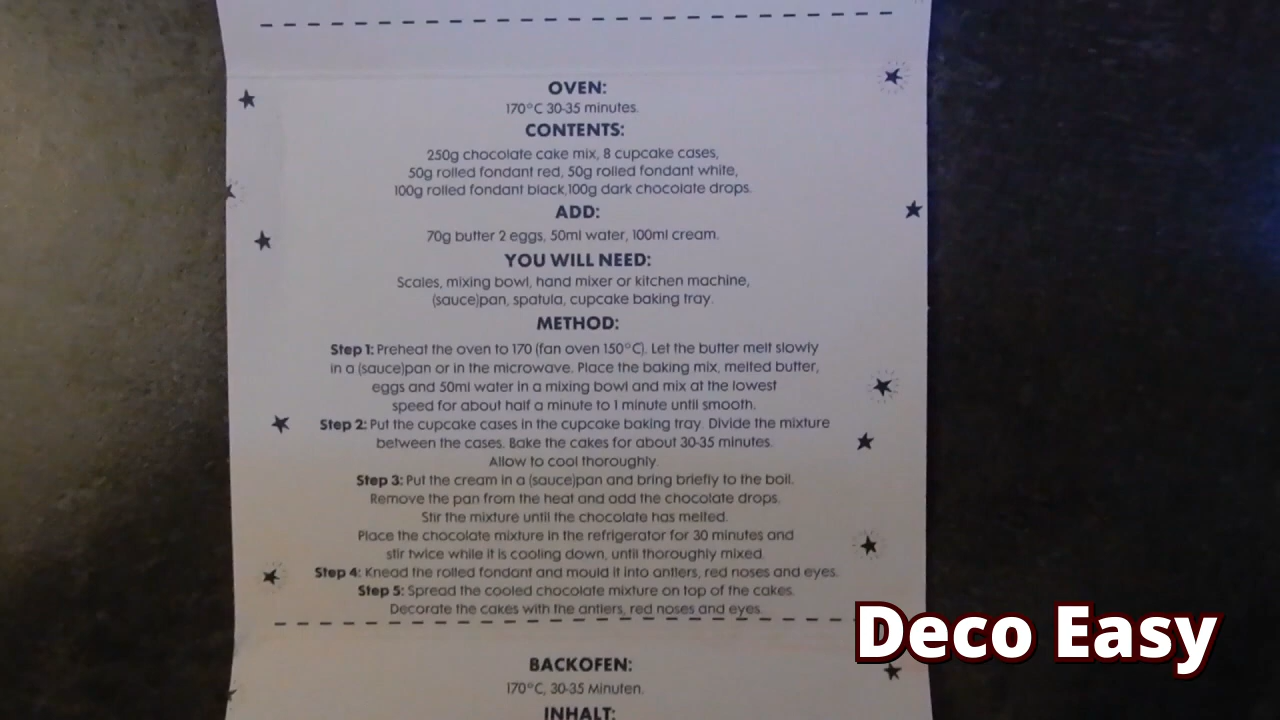 OVEN:
170°C 30-35 minutes.
CONTENTS:
250g chocolate cake mix, 8 cupcake cases,
50g rolled fondant red, 50g rolled fondant white,
100g rolled fondant black,100g dark chocolate drops.
ADD:
70g butter 2 eggs, 50ml water, 100ml cream.
YOU WILL NEED:
Scales, mixing bowl, hand mixer or kitchen machine,
(sauce)pan, spatula, cupcake baking tray.
METHOD:
Step 1: Preheat the oven to 170 (fan oven 150°C). Let the butter melt slowly
in a (sauce)pan or in the microwave. Place the baking mix, melted butter,
eggs and 50ml water in a mixing bowl and mix at the lowest
speed for about half a minute to 1 minute until smooth.
Step 2: Put the cupcake cases in the cupcake baking tray. Divide the mixture
between the cases. Bake the cakes for about 30-35 minutes.
Allow to cool thoroughly.
Step 3: Put the cream in a (sauce)pan and bring briefly to the boil.
Remove the pan from the heat and add the chocolate drops.
Stir the mixture until the chocolate has melted.
Place the chocolate mixture in the refrigerator for 30 minutes and
stir twice while it is cooling down, until thoroughly mixed.
Step 4: Knead the rolled fondant and mould it into antlers, red noses and eyes.
Step 5: Spread the cooled chocolate mixture on top of the cakes.
Decorate the cakes with the antlers, red noses and eyes.
Deco Easy
BACKOFEN:
170°C, 30-35 Minuten.
INHALT: